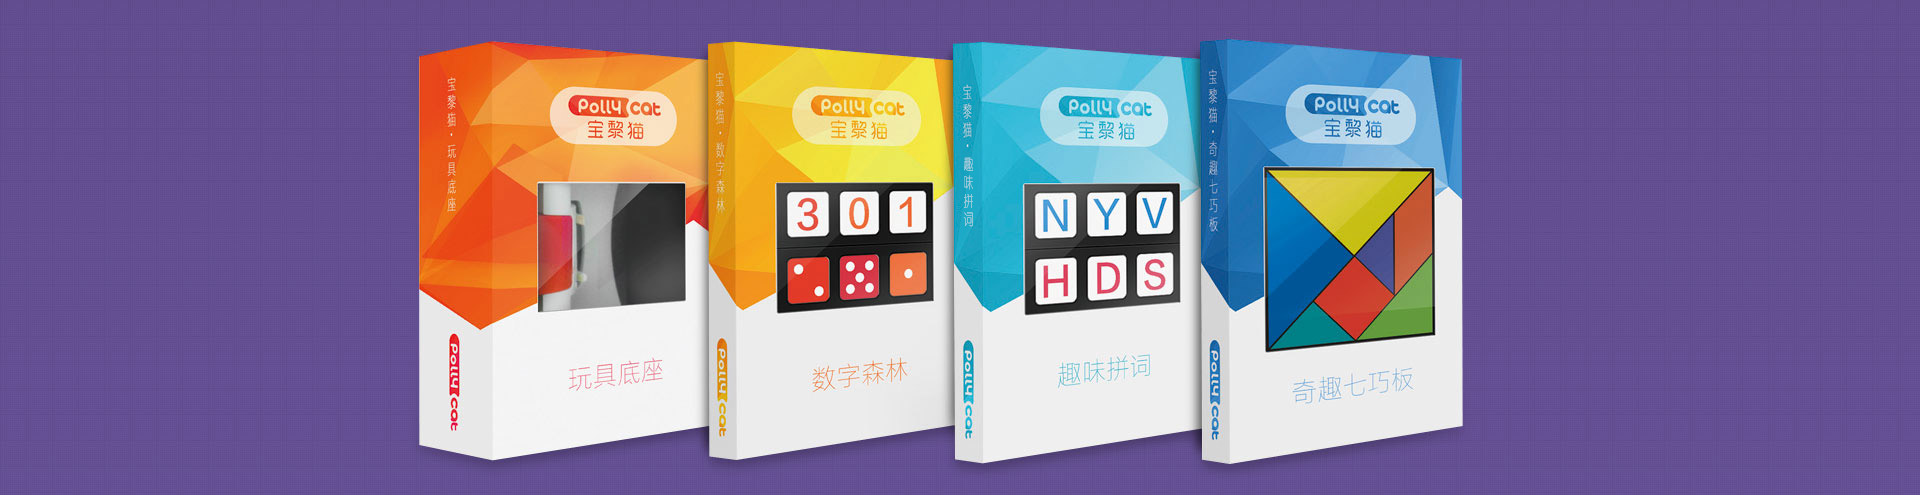 宝黎猫·玩具底座
Polly cat
宝黎猫
玩具底座
Polly cat
宝黎猫·数字森林
Polly cat
宝黎猫
3 0 1
数字森林
Polly cat
宝黎猫·趣味拼词
Polly cat
宝黎猫
N Y V
H D S
趣味拼词
Polly cat
宝黎猫·奇趣七巧板
Polly cat
宝黎猫
奇趣七巧板
Polly cat